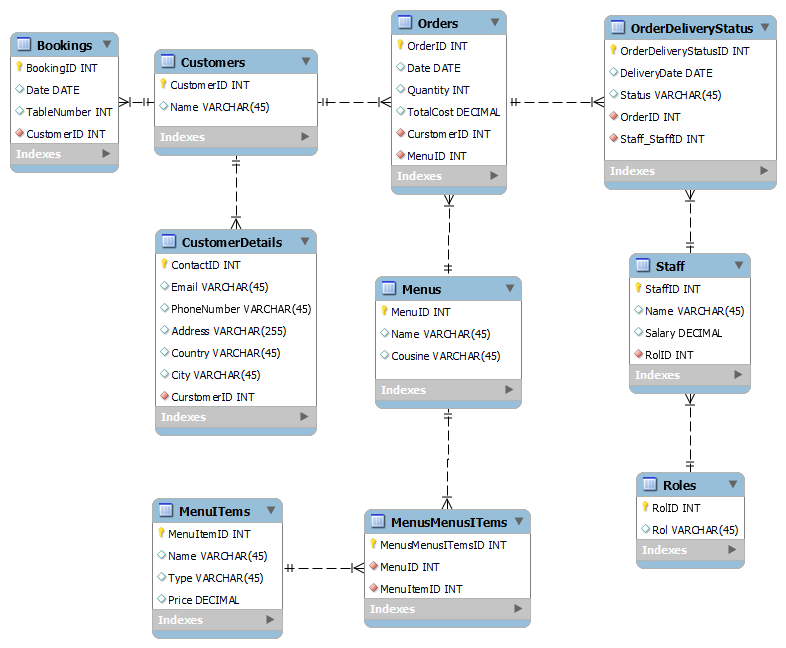 Bookings
BookingID INT
Date DATE
TableNumber INT
CustomerID INT
Indexes
Customers
CustomerID INT
Name VARCHAR(45)
Indexes
Orders
OrderID INT
Date DATE
Quantity INT
TotalCost DECIMAL
CurstomerID INT
MenuID INT
Indexes
OrderDeliveryStatus
OrderDeliveryStatusID INT
DeliveryDate DATE
Status VARCHAR(45)
OrderID INT
Staff_StaffID INT
Indexes
CustomerDetails
ContactID INT
Email VARCHAR(45)
PhoneNumber VARCHAR(45)
Address VARCHAR(255)
Country VARCHAR(45)
City VARCHAR(45)
CurstomerID INT
Indexes
Menus
MenuID INT
Name VARCHAR(45)
Cousine VARCHAR(45)
Indexes
Staff
StaffID INT
Name VARCHAR(45)
Salary DECIMAL
RolID INT
Indexes
MenuITems
MenuItemID INT
Name VARCHAR(45)
Type VARCHAR(45)
Price DECIMAL
Indexes
MenusMenusITems
MenusMenusITemsID INT
MenuID INT
MenuItemID INT
Indexes
Roles
RolID INT
Rol VARCHAR(45)
Indexes